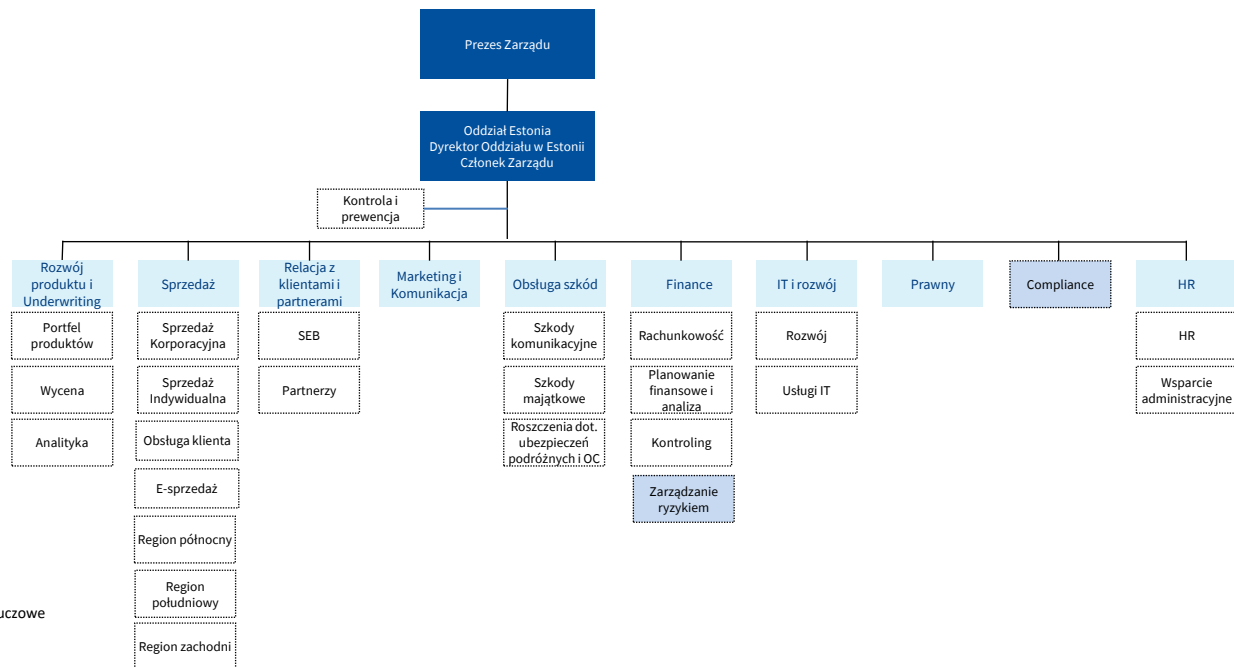 Prezes Zarządu
Oddział Estonia
Dyrektor Oddziału w Estonii
Członek Zarządu
Kontrola i
prewencja
Rozwój
produktu i
Underwriting
Sprzedaż
Relacja z
klientami i
partnerami
Marketing i
Komunikacja
Obsługa szkód
Finance
IT i rozwój
Prawny
Compliance
HR
Portfel
produktów
Wycena
Analityka
Sprzedaż
Korporacyjna
Sprzedaż
Indywidualna
Obsługa klienta
E-sprzedaż
Region północny
Region
południowy
Region zachodni
SEB
Partnerzy
Szkody
komunikacyjne
Szkody
majątkowe
Roszczenia dot.
ubezpieczeń
podróżnych i OC
Rachunkowość
Planowanie
finansowe i
analiza
Kontroling
Zarządzanie
ryzykiem
Rozwój
Usługi IT
HR
Wsparcie
administracyjne